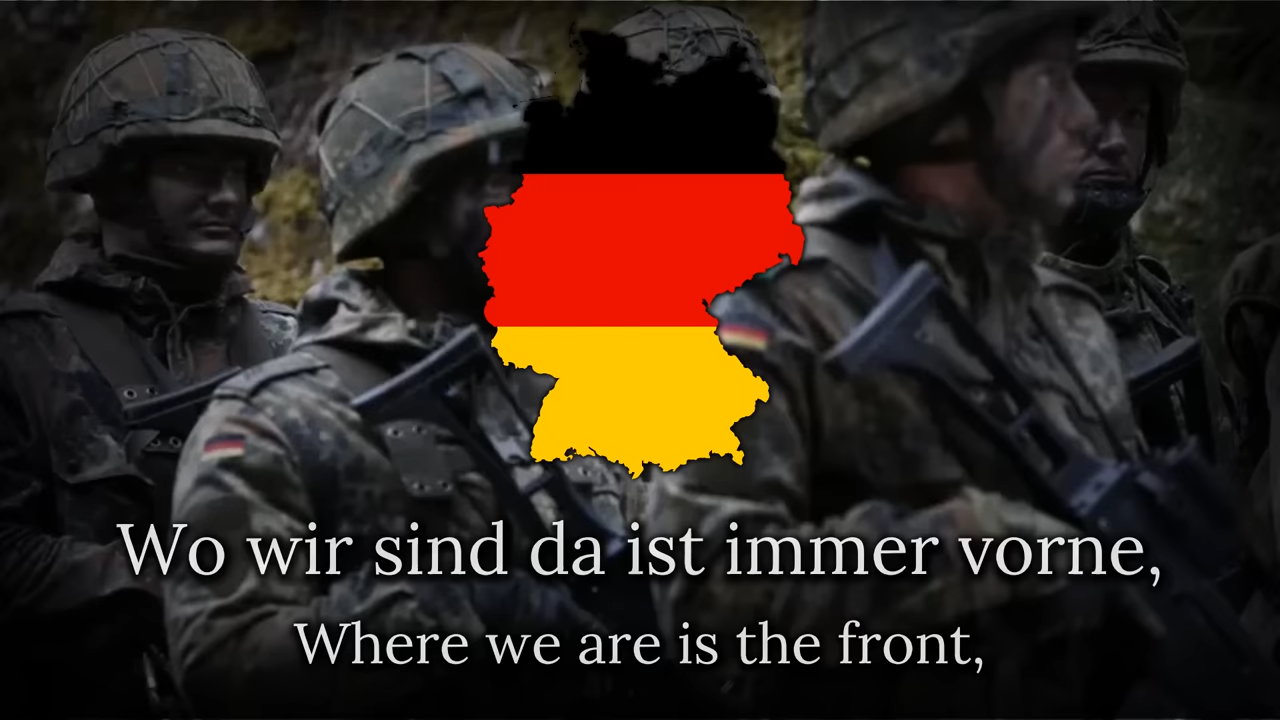 Wo wir sind da ist immer vorne,
Where we are is the front,